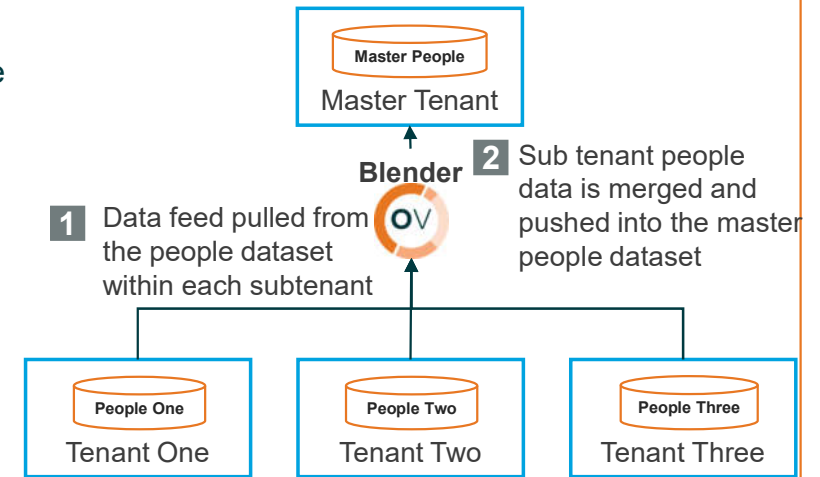 e
Master People
Master Tenant
Blender
OV
1
Data feed pulled from
the people dataset
within each subtenant
2
Sub tenant people
data is merged and
pushed into the master
people dataset
People One
Tenant One
People Two
Tenant Two
People Three
Tenant Three